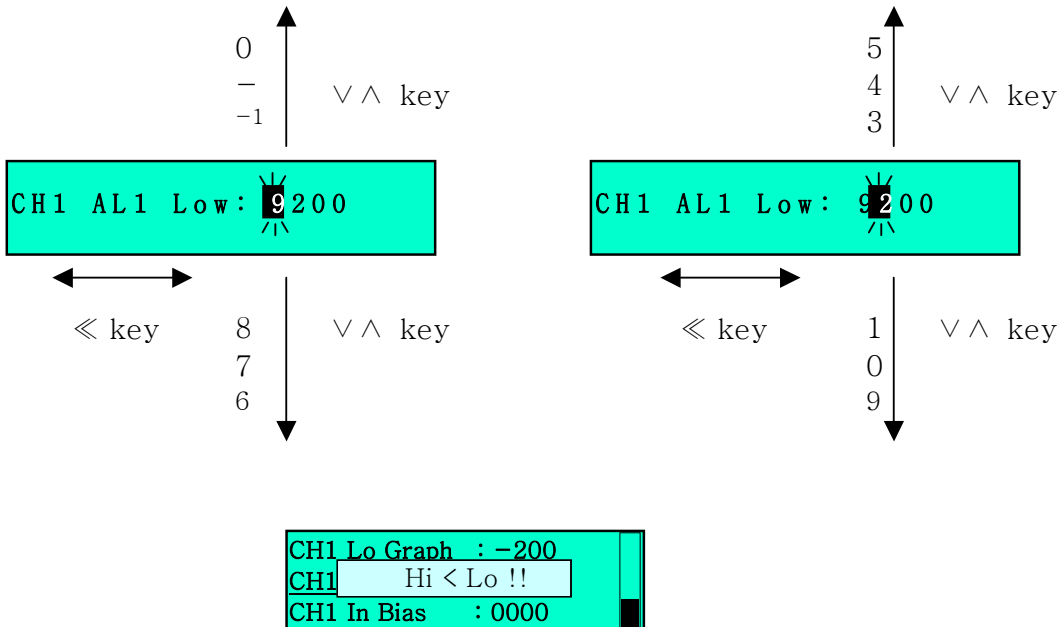 0
−
−1
∨∧ key
CH1 AL1 Low: 9200
≪ key
8
7
6
∨∧ key
5
4
3
∨∧ key
CH1 AL1 Low: 9200
≪ key
1
0
9
∨∧ key
CH1 Lo Graph : −200
CH1
Hi < Lo !!
CH1 In Bias : 0000